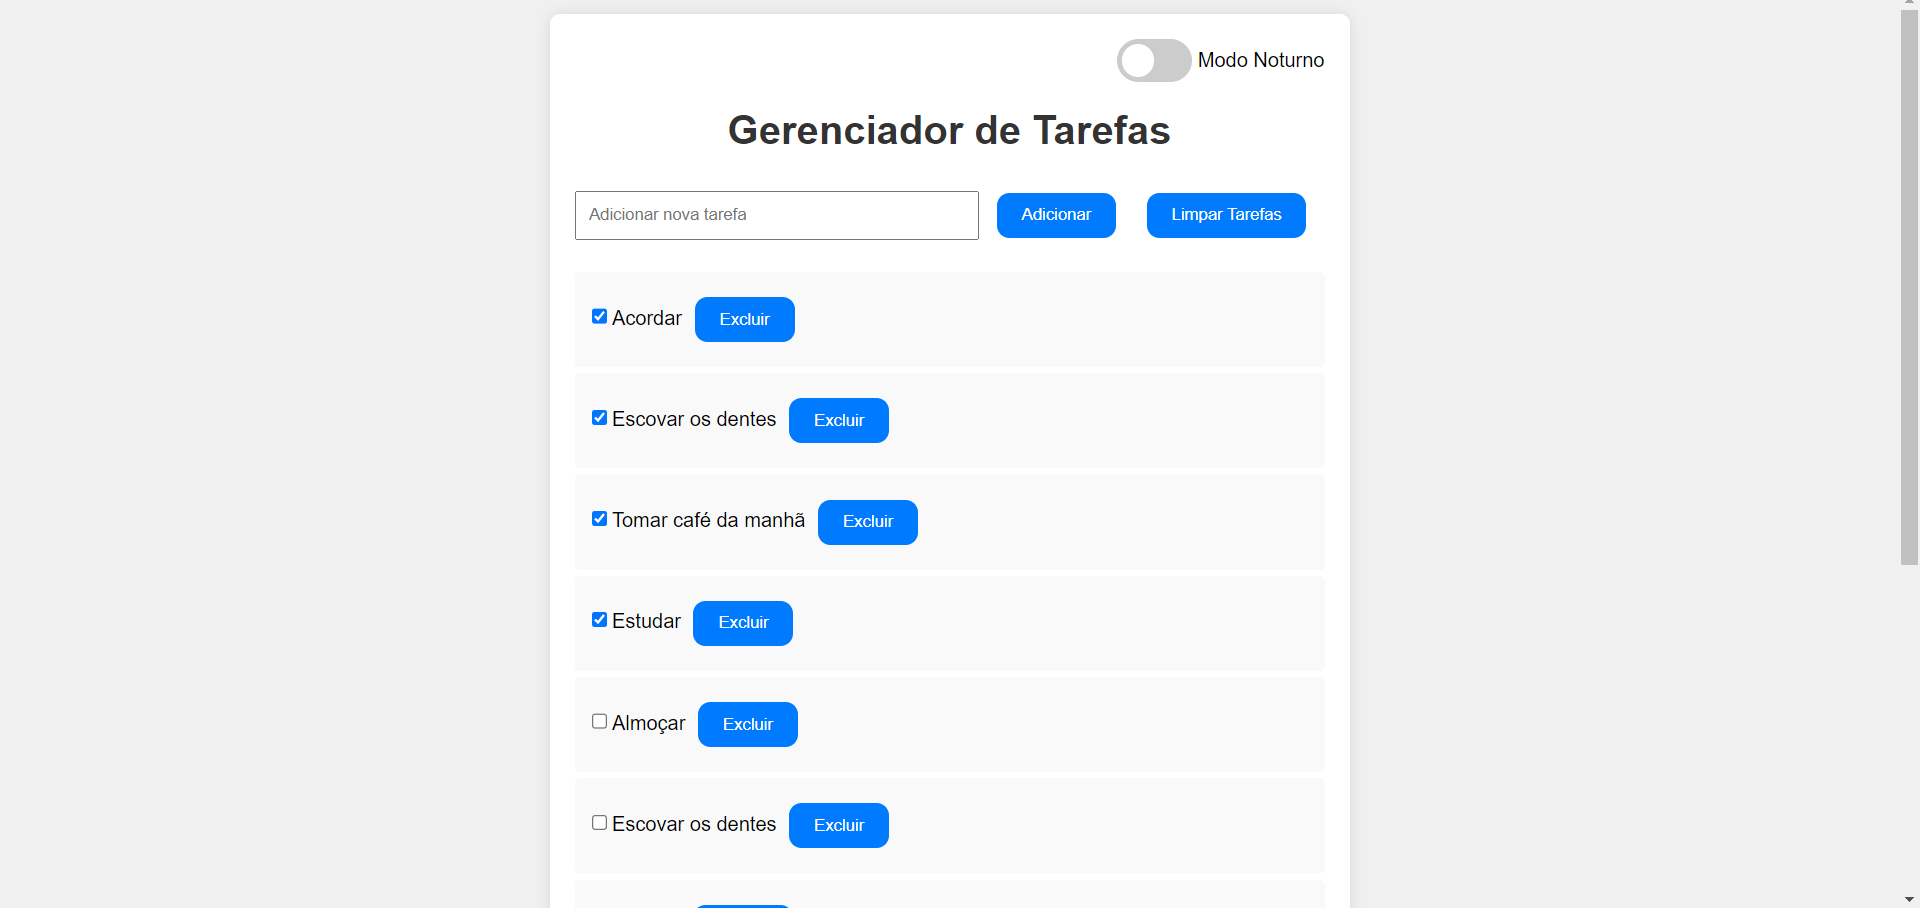 Modo Noturno
Gerenciador de Tarefas
Adicionar nova tarefa Adicionar Limpar Tarefas
Acordar Excluir
Escovar os dentes Excluir
Tomar café da manhã Excluir
Estudar Excluir
Almoçar Excluir
Escovar os dentes Excluir